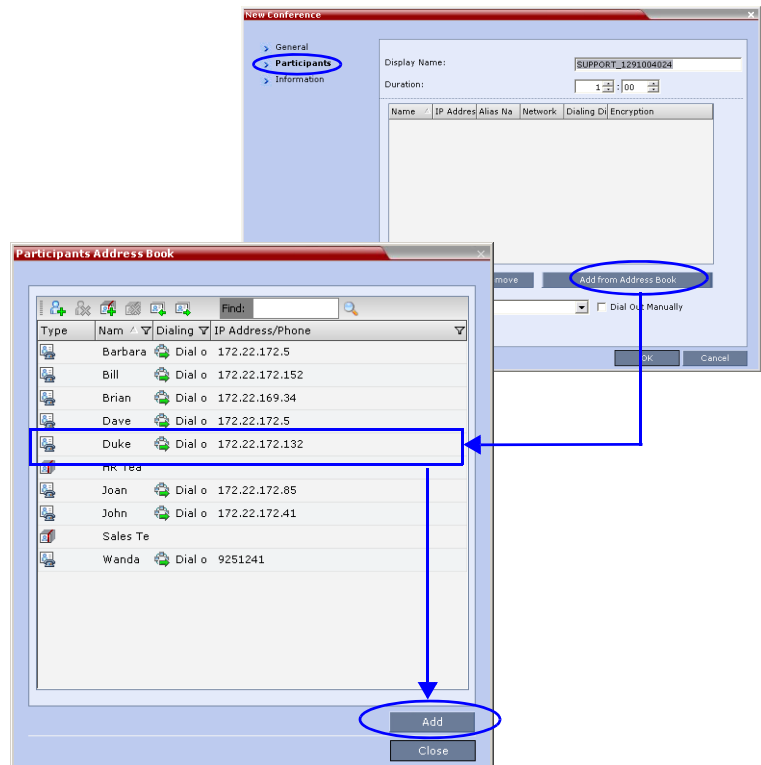 New Conference
General
Participants
Information
Display Name: SUPPORT_1291004024
Duration: 1 : 00
Name IP Addres Alias Na Network Dialing Di Encryption
move Add from Address Book
Dial Out Manually
OK Cancel
Participants Address Book
Find:
Type Nam Dialing IP Address/Phone
Barbara Dial o 172.22.172.5
Bill Dial o 172.22.172.152
Brian Dial o 172.22.169.34
Dave Dial o 172.22.172.5
Duke Dial o 172.22.172.132
HR Tea
Joan Dial o 172.22.172.85
John Dial o 172.22.172.41
Sales Te
Wanda Dial o 9251241
Add
Close